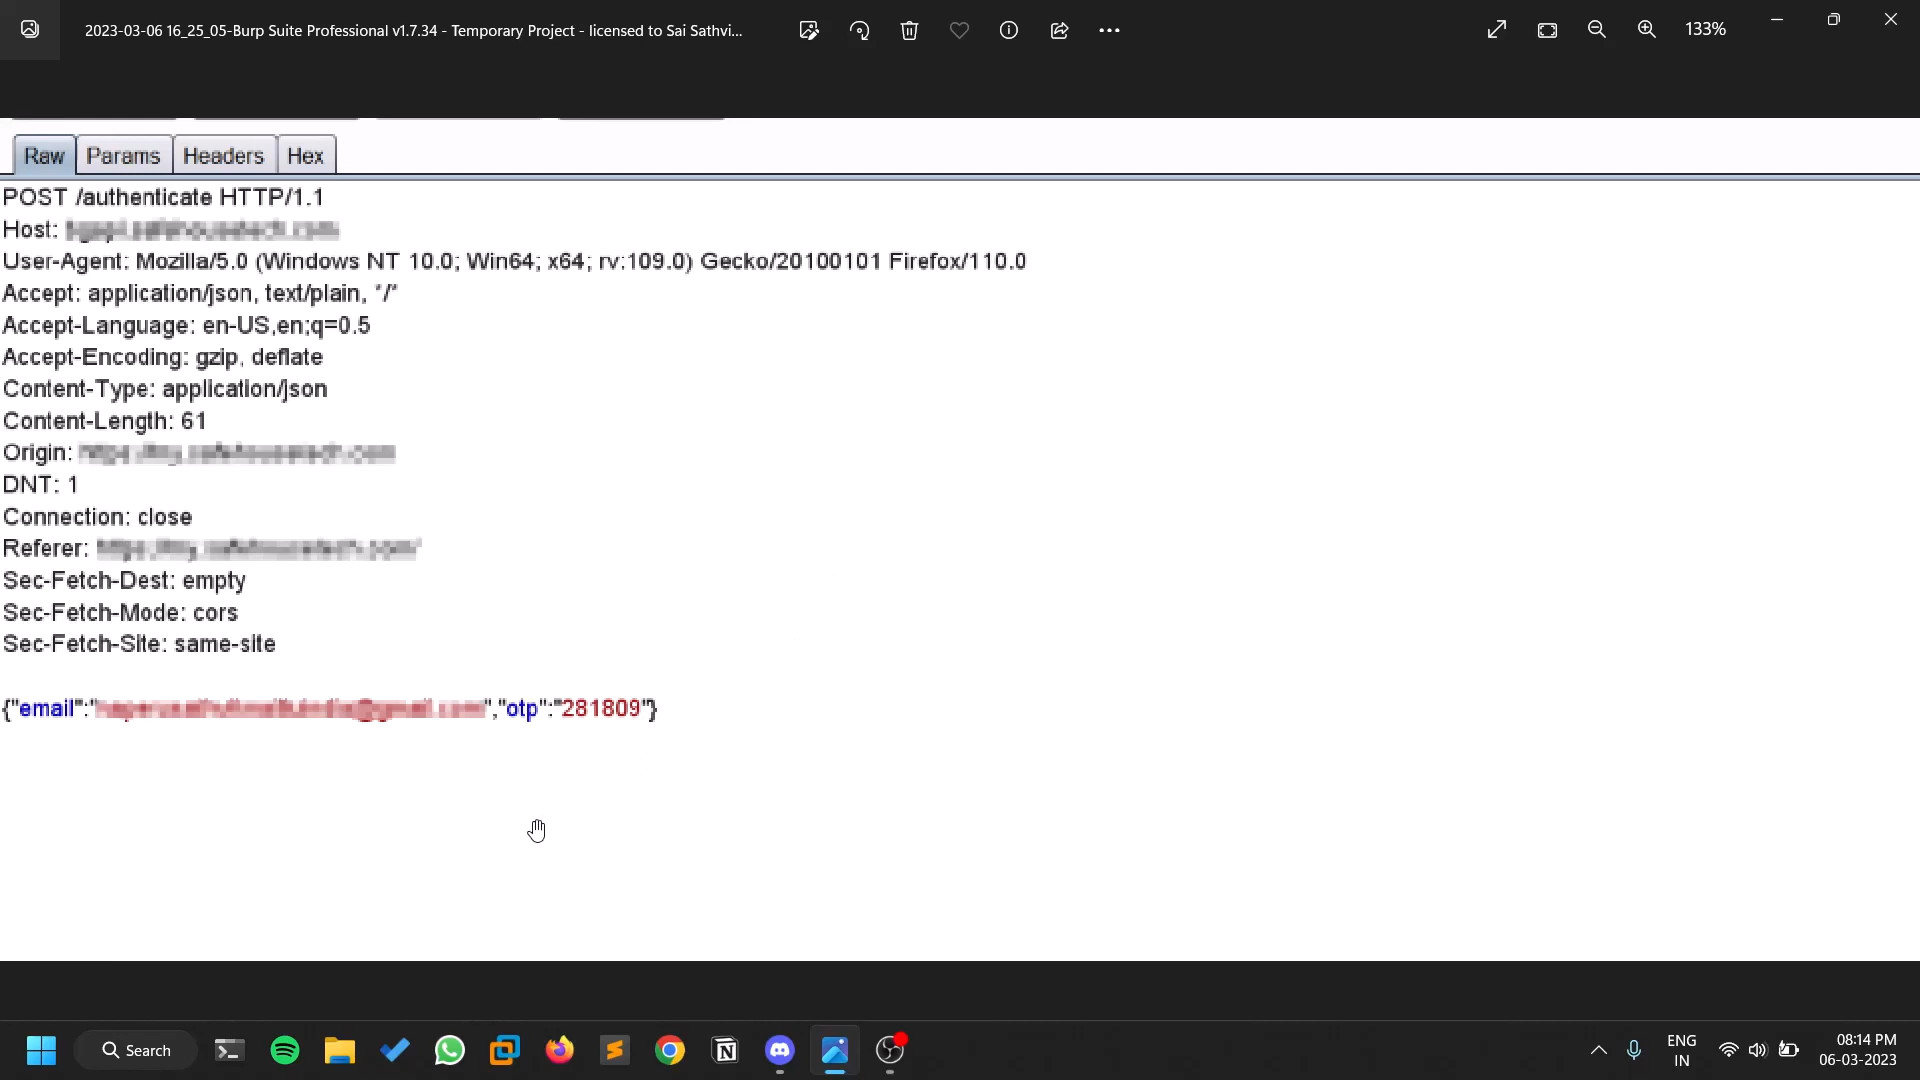 2023-03-06 16_25_05-Burp Suite Professional v1.7.34 - Temporary Project - licensed to Sai Sathvi...
133%
Raw Params Headers Hex
POST /authenticate HTTP/1.1
Host:
User-Agent: Mozilla/5.0 (Windows NT 10.0; Win64; x64; rv:109.0) Gecko/20100101 Firefox/110.0
Accept: application/json, text/plain, */*
Accept-Language: en-US,en;q=0.5
Accept-Encoding: gzip, deflate
Content-Type: application/json
Content-Length: 61
Origin:
DNT: 1
Connection: close
Referer:
Sec-Fetch-Dest: empty
Sec-Fetch-Mode: cors
Sec-Fetch-Site: same-site
{"email":"","otp":"281809"}
Search
ENG
IN
08:14 PM
06-03-2023